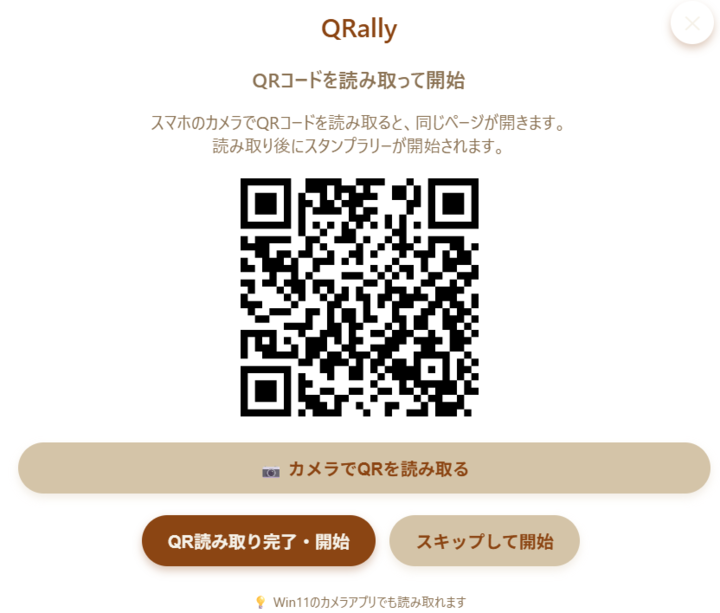 QRally
QRコードを読み取って開始
スマホのカメラでQRコードを読み取ると、同じページが開きます。
読み取り後にスタンプラリーが開始されます。
📷 カメラでQRを読み取る
QR読み取り完了・開始
スキップして開始
💡 Win11のカメラアプリでも読み取れます